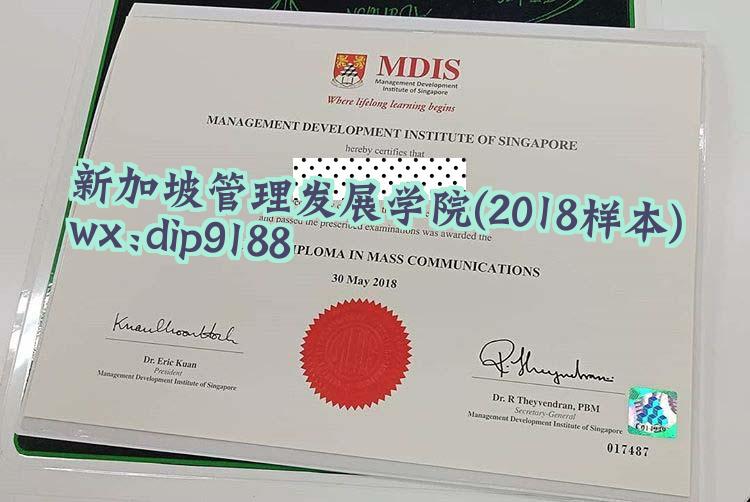 MDIS
Management Development
Institute of Singapore
Where lifelong learning begins
MANAGEMENT DEVELOPMENT INSTITUTE OF SINGAPORE
hereby certifies that
新加坡管理发展学院(2018样本)
wx:dip9188
and passed the prescribed examinations was awarded the
PLOMA IN MASS COMMUNICATIONS
30 May 2018
Dr. Eric Kuan
President
Management Development Institute of Singapore
Dr. R Theyvendran, PBM
Secretary-General
Management Development Institute of Singapore
017487